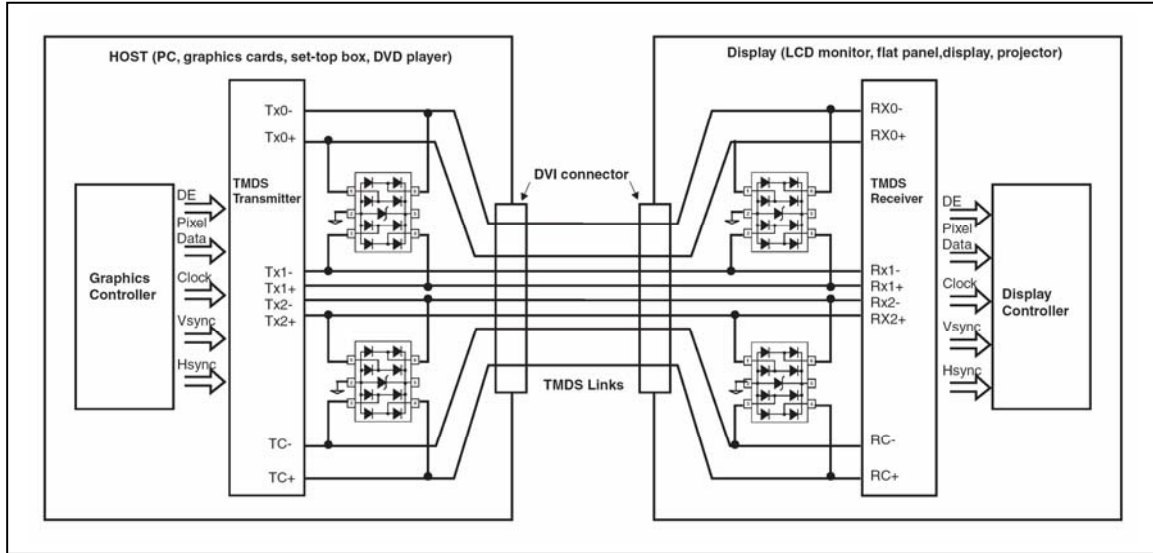 HOST (PC, graphics cards, set-top box, DVD player)
Display (LCD monitor, flat panel,display, projector)
Tx0-
Tx0+
TMDS
Transmitter
Tx1-
Tx1+
Tx2-
Tx2+
TC-
TC+
Graphics
Controller
DE
Pixel
Data
Clock
Vsync
Hsync
DVI connector
TMDS Links
RX0-
RX0+
TMDS
Receiver
Rx1-
Rx1+
Rx2-
RX2+
RC-
RC+
DE
Pixel
Data
Clock
Vsync
Hsync
Display
Controller